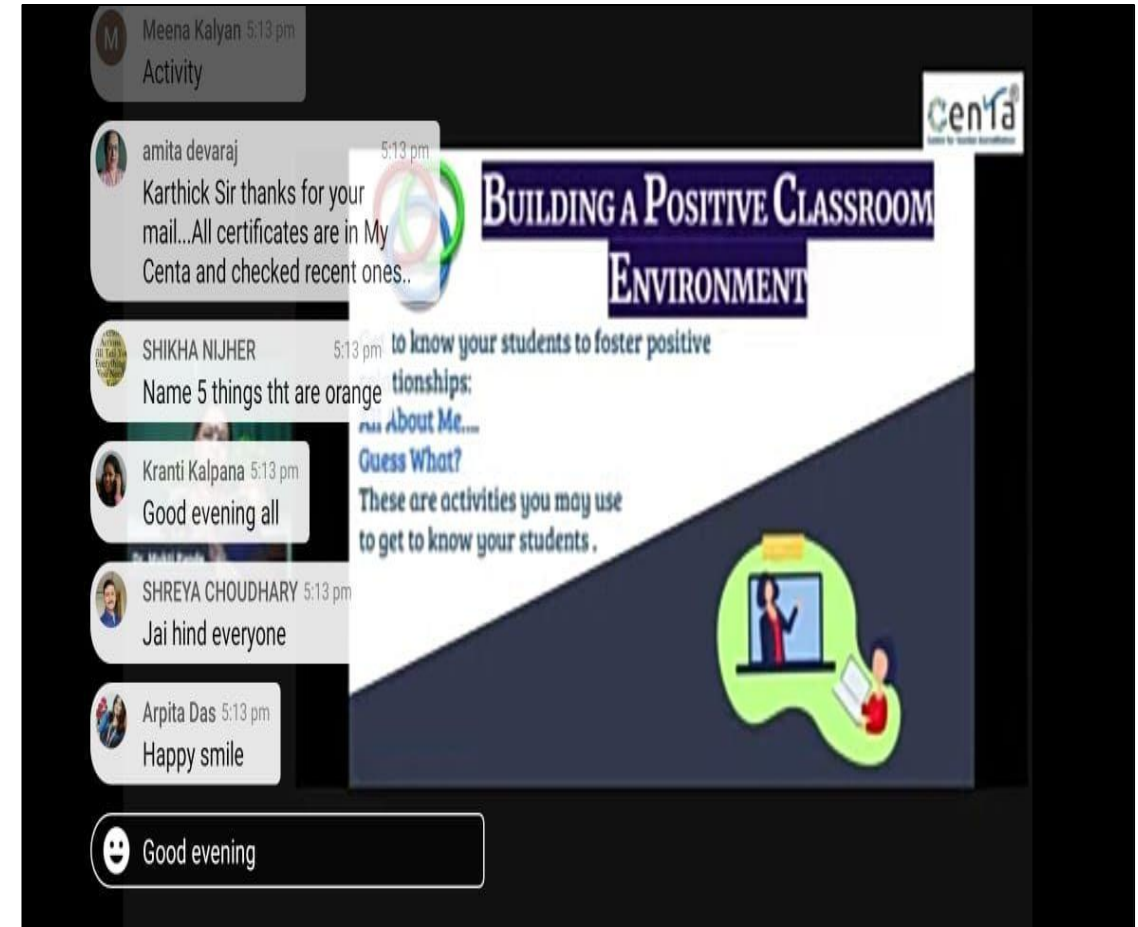 Meena Kalyan 5:13 pm
Activity
amita devaraj 5:13 pm
Karthick Sir thanks for your
mail...All certificates are in My
Centa and checked recent ones..
SHIKHA NIJHER 5:13 pm
Name 5 things tht are orange
Kranti Kalpana 5:13 pm
Good evening all
SHREYA CHOUDHARY 5:13 pm
Jai hind everyone
Arpita Das 5:13 pm
Happy smile
Good evening
cenTa®
BUILDING A POSITIVE CLASSROOM
ENVIRONMENT
to know your students to foster positive
tionships:
All About Me....
Guess What?
These are activities you may use
to get to know your students.
M